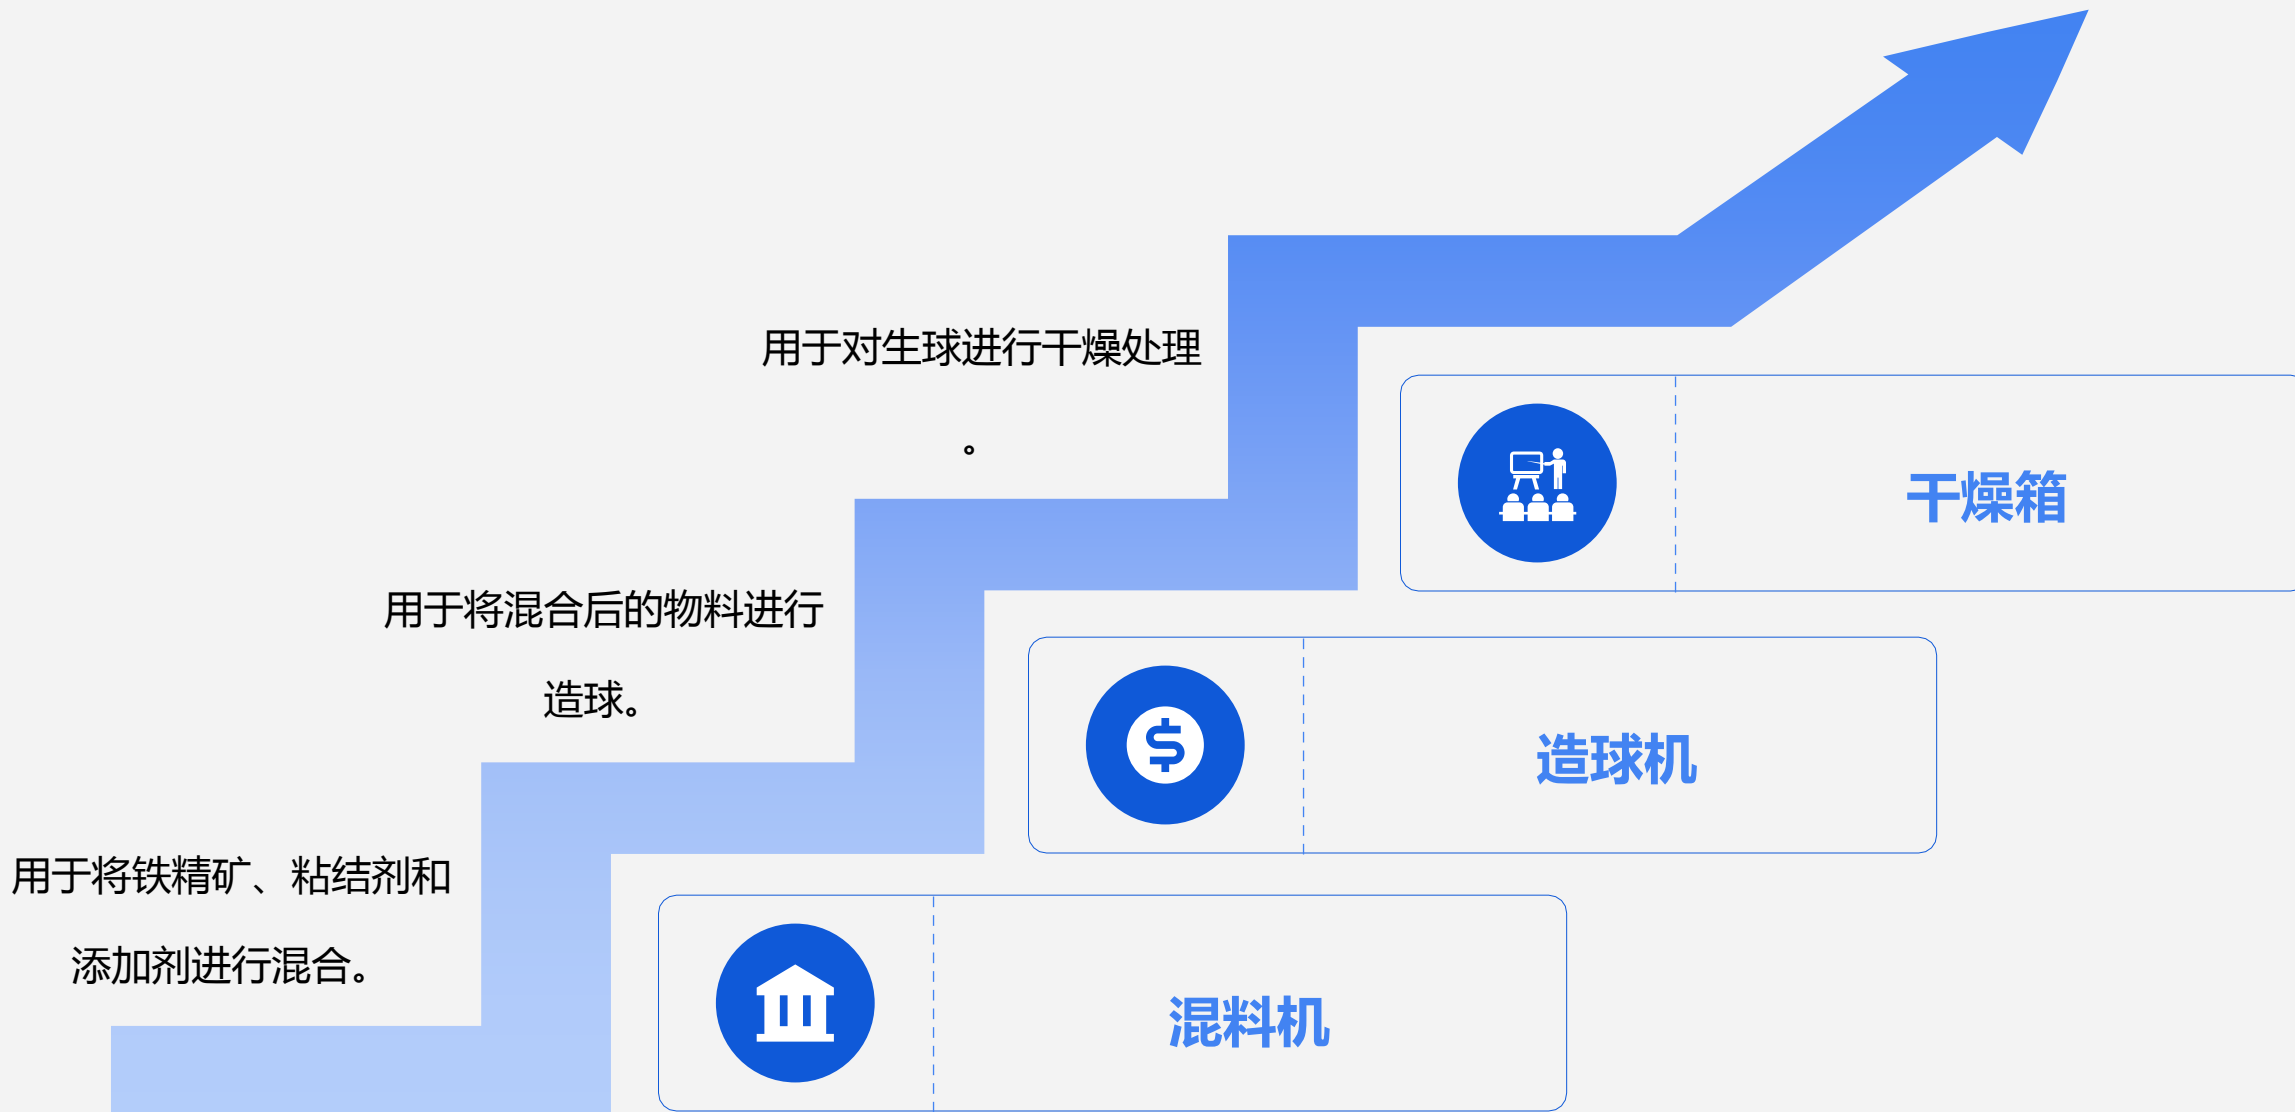 用于对生球进行干燥处理
。
干燥箱
用于将混合后的物料进行
造球。
造球机
用于将铁精矿、粘结剂和
添加剂进行混合。
混料机